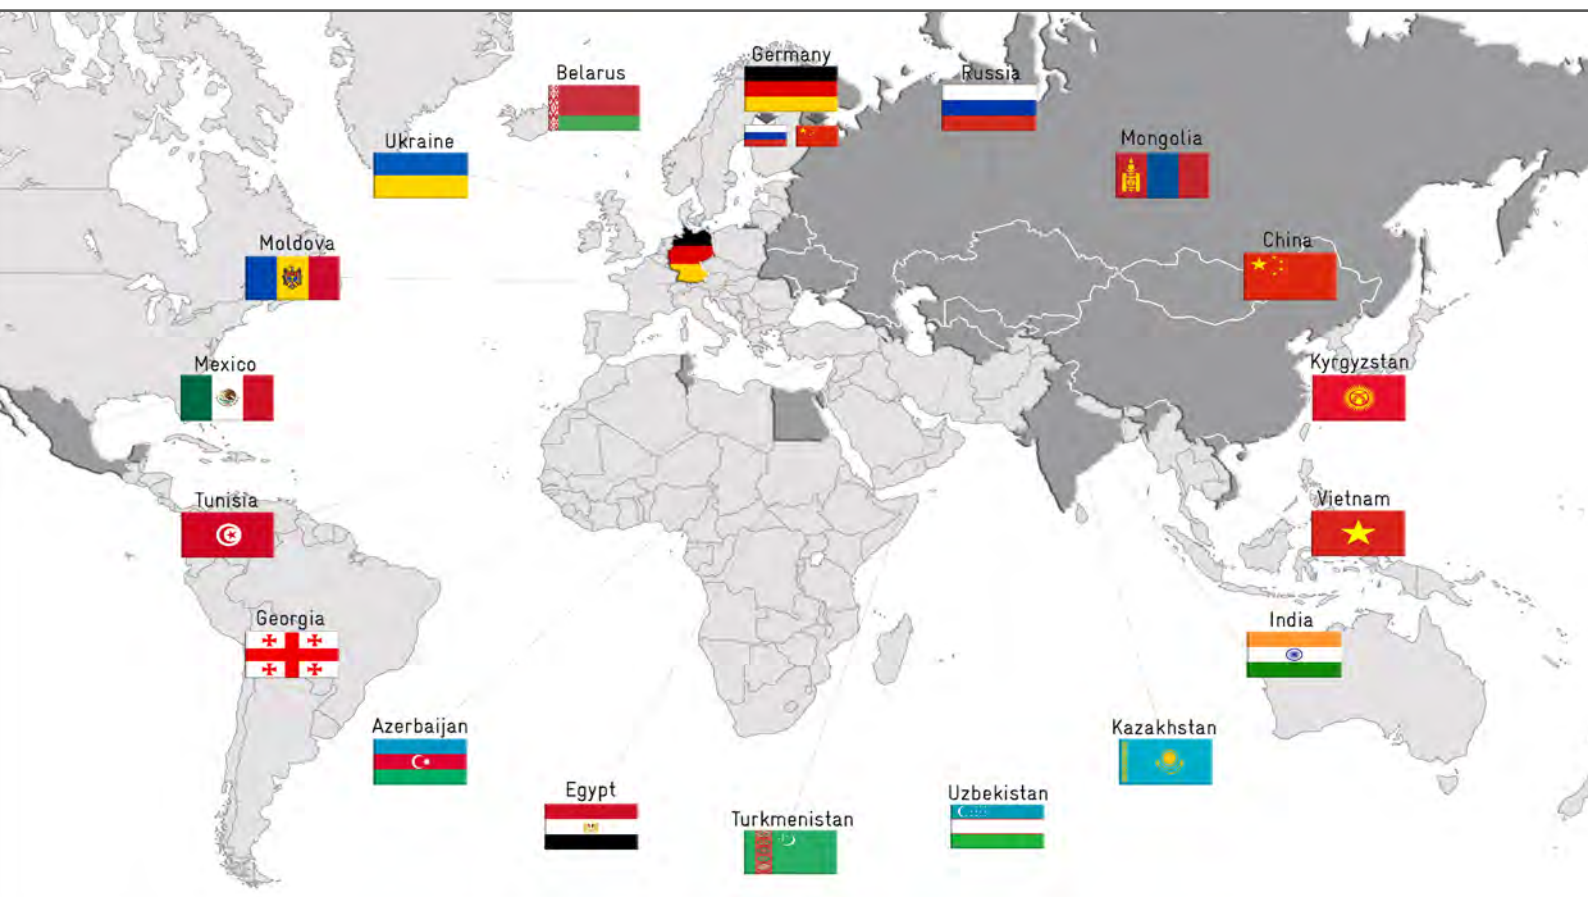 Germany
Belarus
Russia
Ukraine
Mongolia
Moldova
China
Mexico
Kyrgyzstan
Tunisia
Vietnam
Georgia
India
Azerbaijan
Kazakhstan
Egypt
Uzbekistan
Turkmenistan